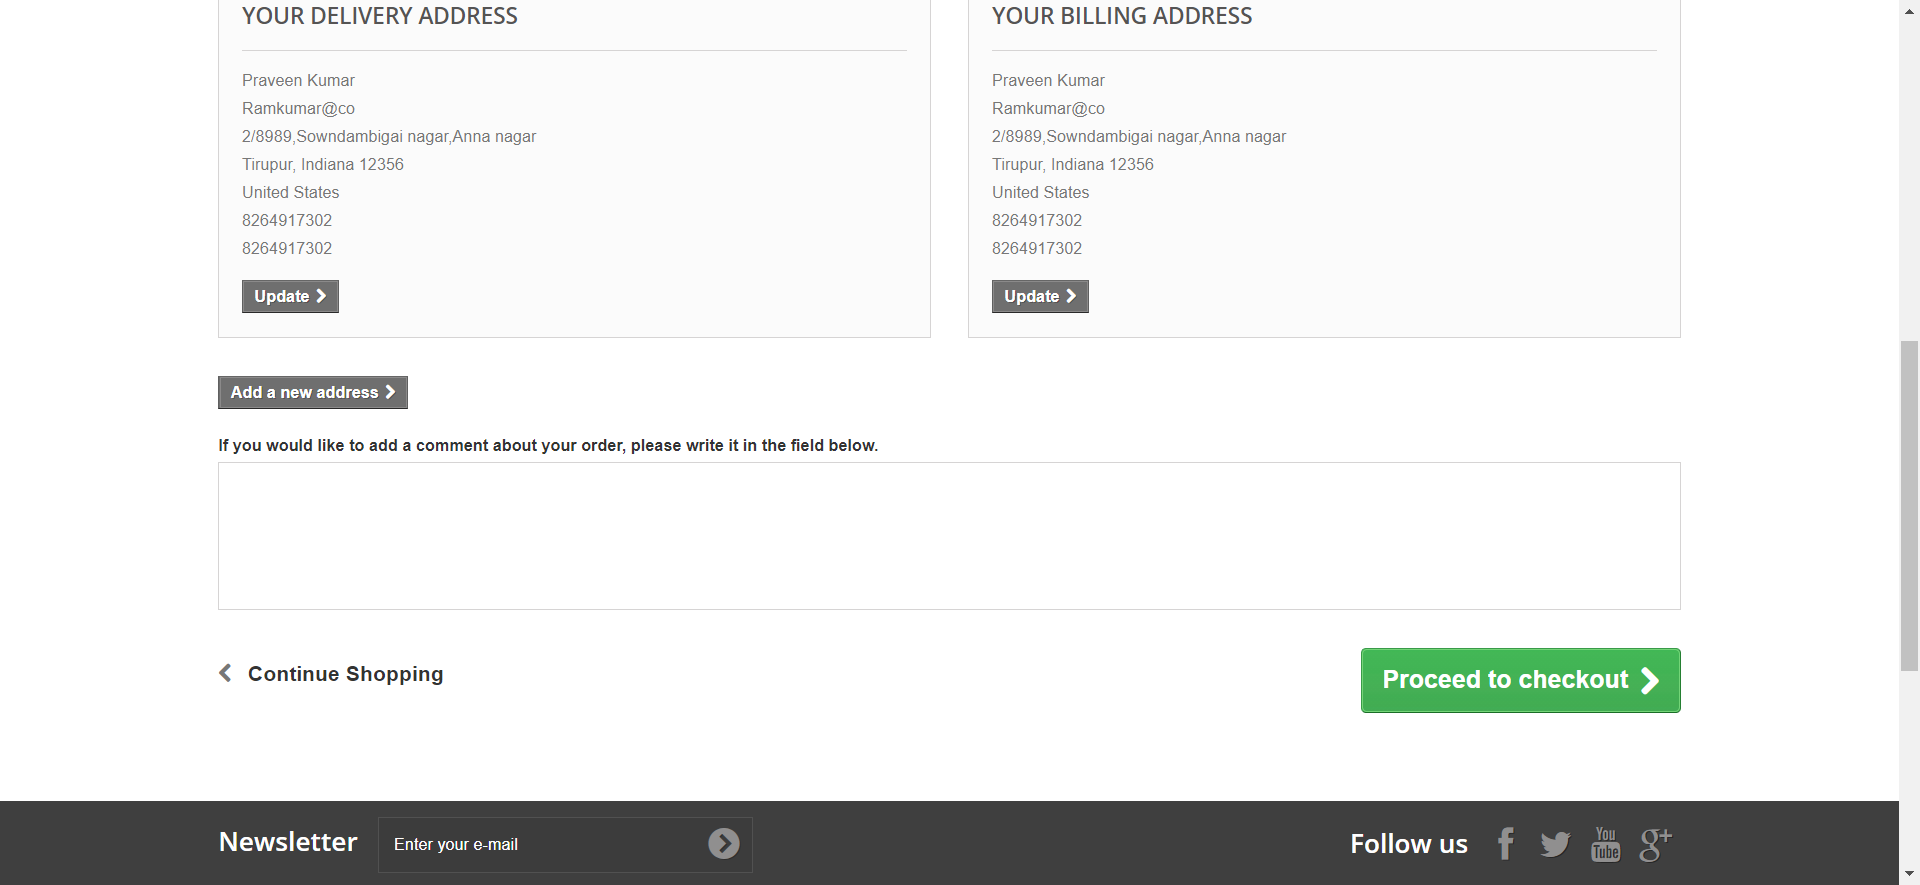 YOUR DELIVERY ADDRESS
Praveen Kumar
Ramkumar@co
2/8989,Sowndambigai nagar,Anna nagar
Tirupur, Indiana 12356
United States
8264917302
8264917302
Update
YOUR BILLING ADDRESS
Praveen Kumar
Ramkumar@co
2/8989,Sowndambigai nagar,Anna nagar
Tirupur, Indiana 12356
United States
8264917302
8264917302
Update
Add a new address
If you would like to add a comment about your order, please write it in the field below.
Continue Shopping
Proceed to checkout
Newsletter
Enter your e-mail
Follow us
f
You
Tube
g+